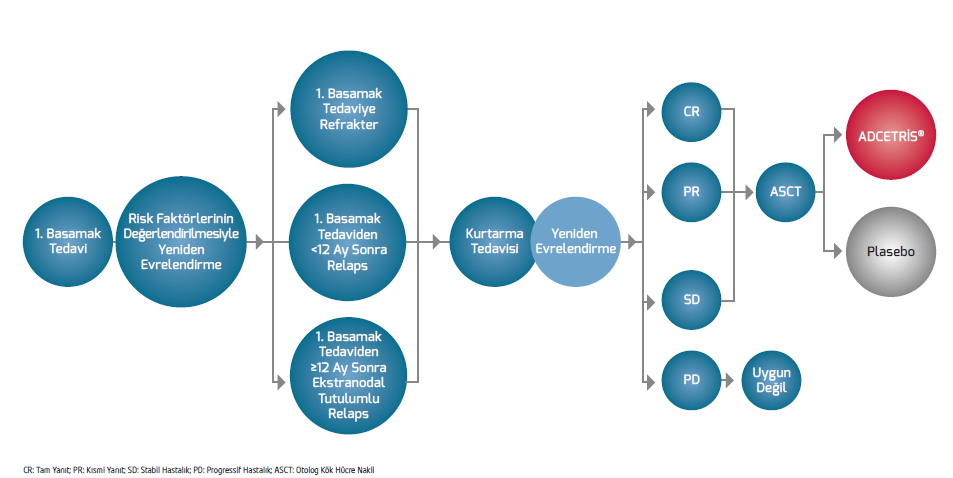 1. Basamak
Tedavi
Risk Faktörlerinin
Değerlendirilmesiyle
Yeniden
Evrelendirme
1. Basamak
Tedaviye
Refrakter
1. Basamak
Tedaviden
<12 Ay Sonra
Relaps
1. Basamak
Tedaviden
≥12 Ay Sonra
Ekstranodal
Tutulumlu
Relaps
Kurtarma
Tedavisi
Yeniden
Evrelendirme
CR
PR
SD
PD
ASCT
Uygun
Değil
ADCETRİS®
Plasebo
CR: Tam Yanıt; PR: Kısmi Yanıt; SD: Stabil Hastalık; PD: Progressif Hastalık; ASCT: Otolog Kök Hücre Nakli